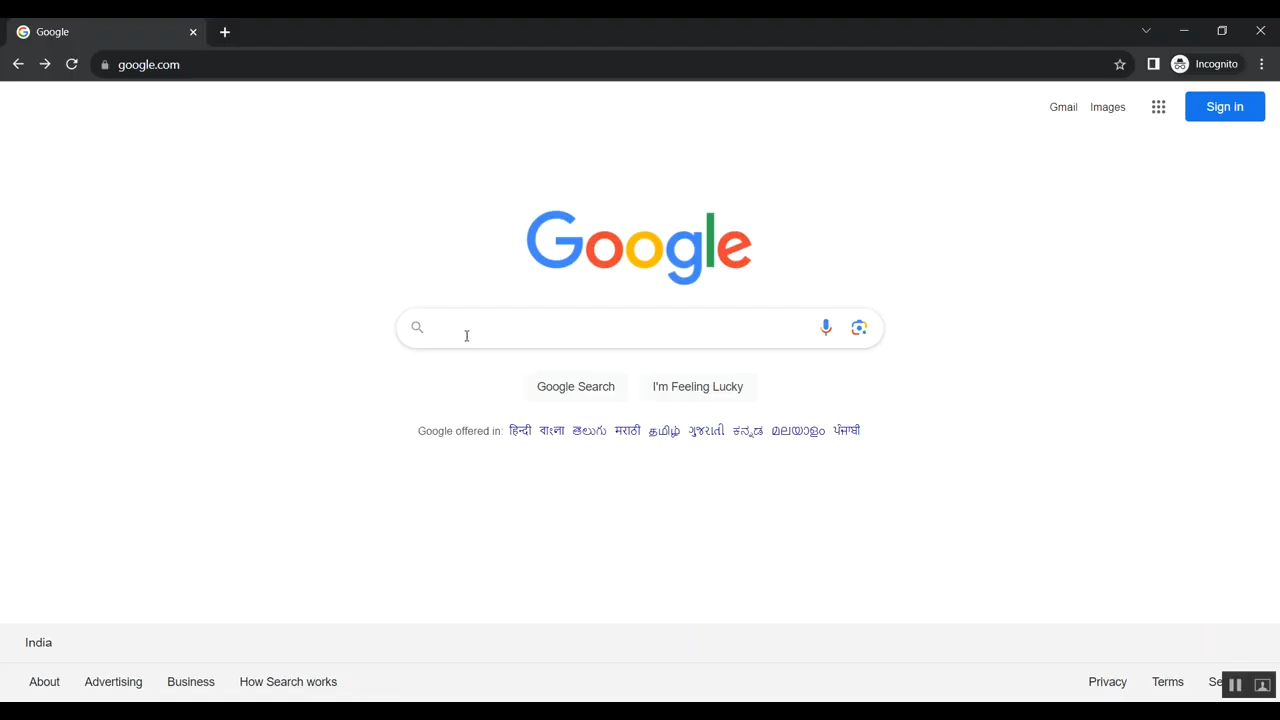 Google
google.com
Incognito
Gmail Images Sign in
Google
Google Search I'm Feeling Lucky
Google offered in: हिन्दी বাংলা తెలుగు मराठी தமிழ் ગુજરાતી ಕನ್ನಡ മലയാളം ਪੰਜਾਬੀ
India
About Advertising Business How Search works Privacy Terms Se